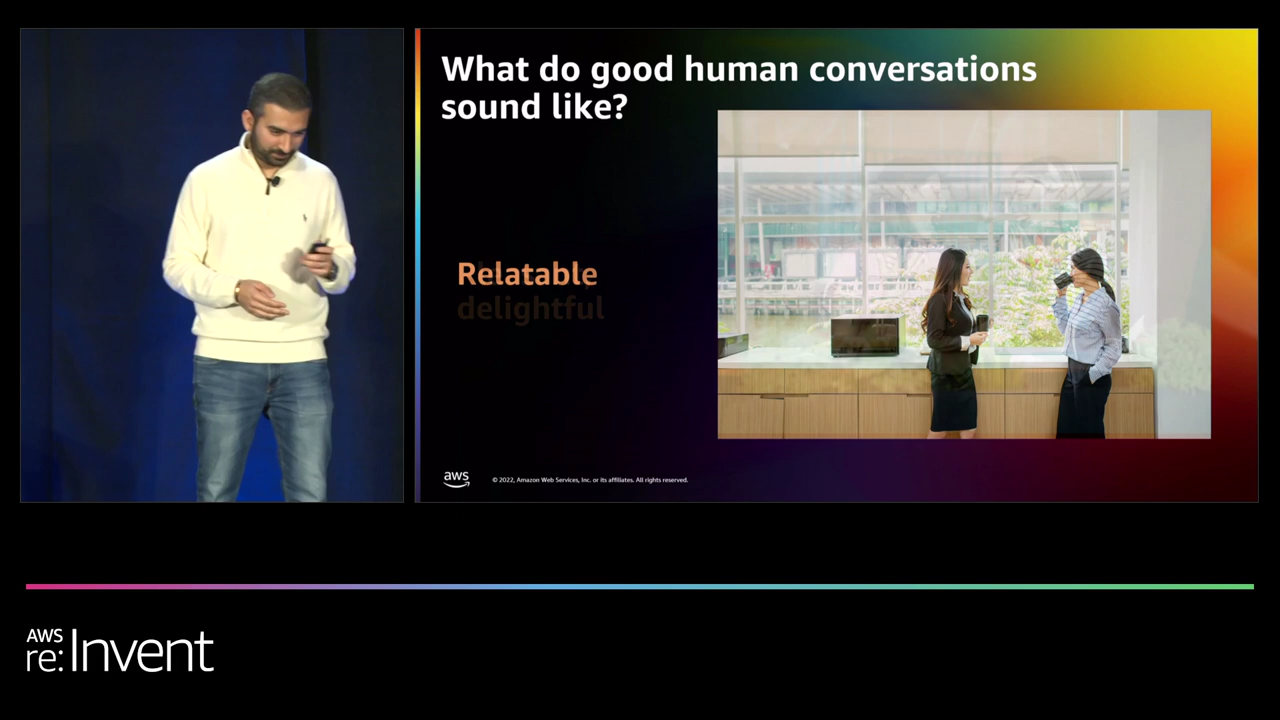 What do good human conversations
sound like?
Relatable
delightful
aws
© 2022, Amazon Web Services, Inc. or its affiliates. All rights reserved.
AWS
re:Invent